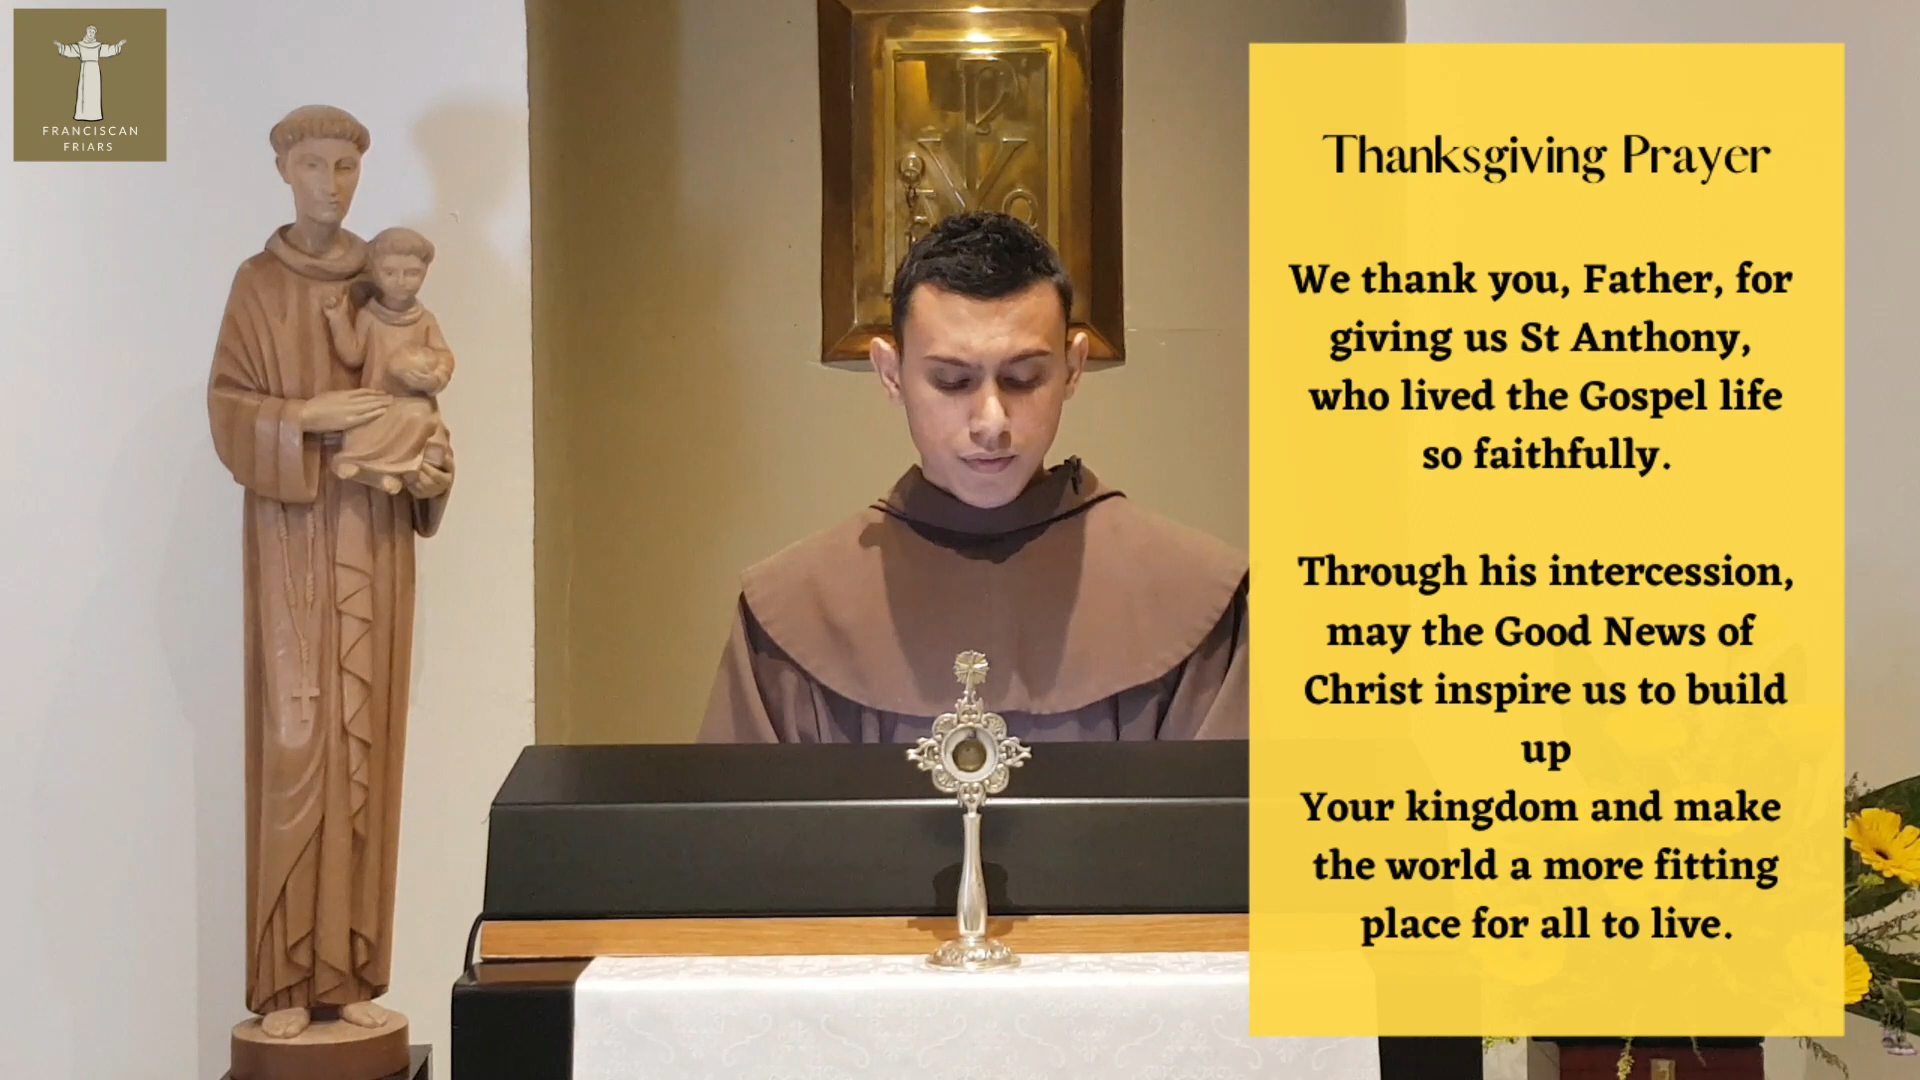 FRANCISCAN
FRIARS
Thanksgiving Prayer
We thank you, Father, for
giving us St Anthony,
who lived the Gospel life
so faithfully.
Through his intercession,
may the Good News of
Christ inspire us to build
up
Your kingdom and make
the world a more fitting
place for all to live.